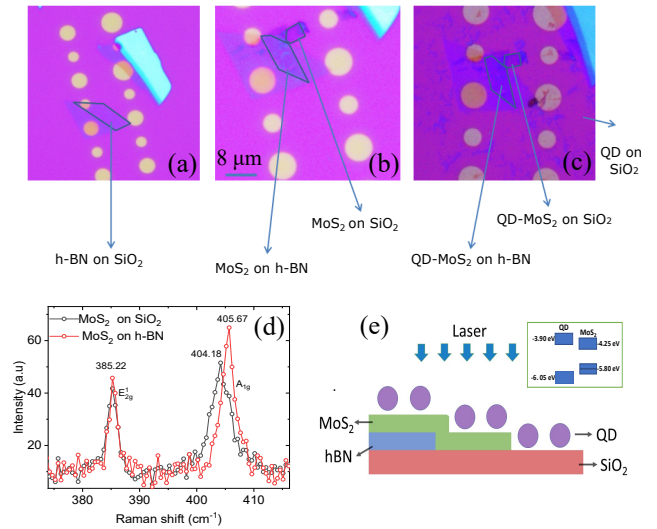 (a)
(b)
(c)
8 μm
QD on
SiO₂
h-BN on SiO₂
MoS₂ on h-BN
MoS₂ on SiO₂
QD-MoS₂ on SiO₂
QD-MoS₂ on h-BN
(d)
MoS₂ on SiO₂
MoS₂ on h-BN
405.67
404.18
385.22
E¹₂g
A₁g
60
40
20
Intensity (a.u)
380
390
400
410
Raman shift (cm⁻¹)
(e)
Laser
QD
MoS₂
-3.90 eV
-4.25 eV
-5.80 eV
-6.05 eV
MoS₂
hBN
QD
SiO₂